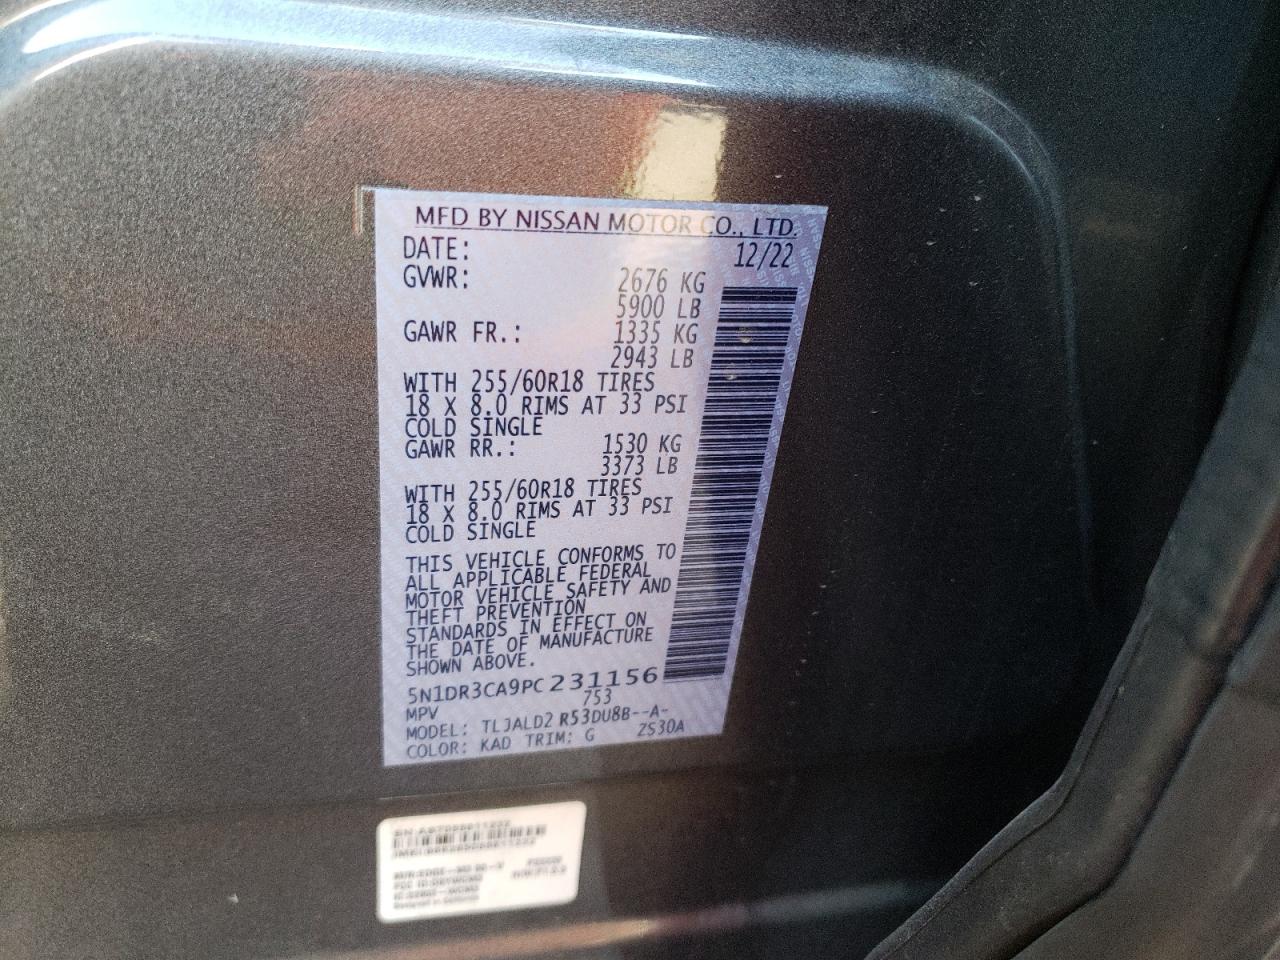 MFD BY NISSAN MOTOR CO., LTD.
DATE: 12/22
GVWR: 2676 KG
5900 LB
GAWR FR.: 1335 KG
2943 LB
WITH 255/60R18 TIRES
18 X 8.0 RIMS AT 33 PSI
COLD SINGLE
GAWR RR.: 1530 KG
3373 LB
WITH 255/60R18 TIRES
18 X 8.0 RIMS AT 33 PSI
COLD SINGLE
THIS VEHICLE CONFORMS TO
ALL APPLICABLE FEDERAL
MOTOR VEHICLE SAFETY AND
THEFT PREVENTION
STANDARDS IN EFFECT ON
THE DATE OF MANUFACTURE
SHOWN ABOVE.
5N1DR3CA9PC231156
MPV 753
MODEL: TLJALD2 R53DU8B--A-
COLOR: KAD TRIM: G ZS30A